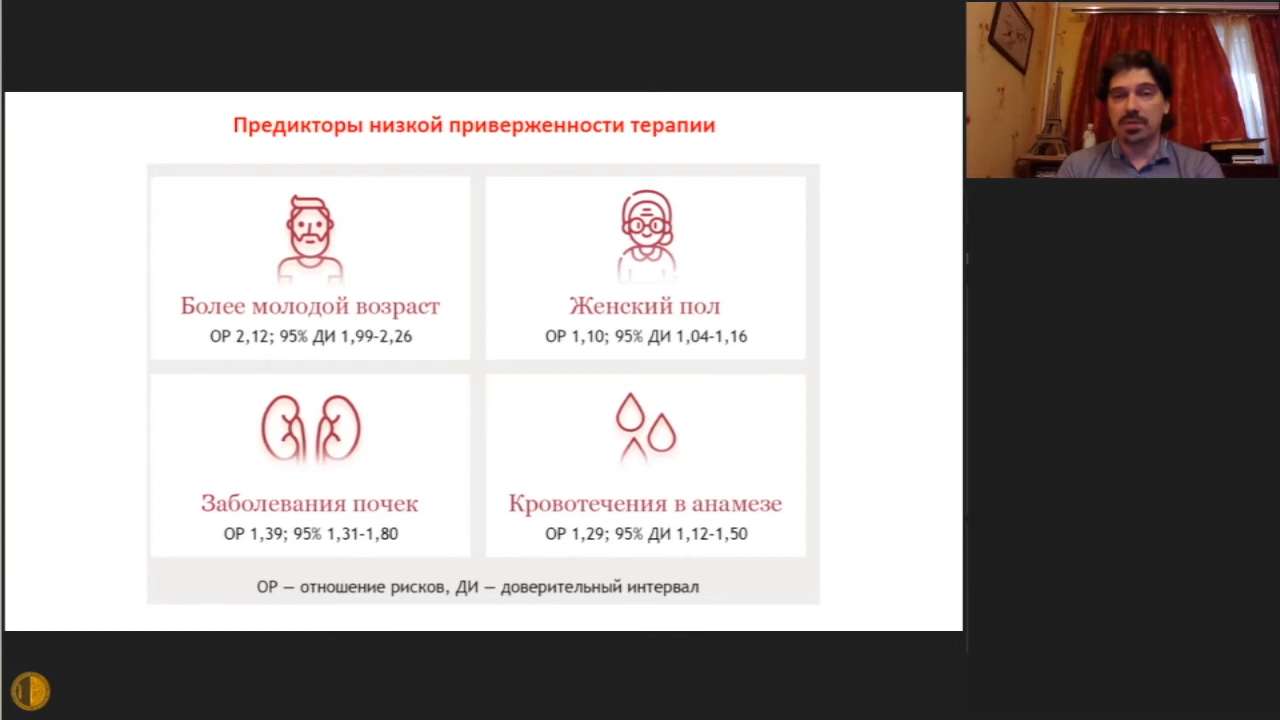 Предикторы низкой приверженности терапии
Более молодой возраст
ОР 2,12; 95% ДИ 1,99-2,26
Женский пол
ОР 1,10; 95% ДИ 1,04-1,16
Заболевания почек
ОР 1,39; 95% 1,31-1,80
Кровотечения в анамезе
ОР 1,29; 95% ДИ 1,12-1,50
ОР — отношение рисков, ДИ — доверительный интервал